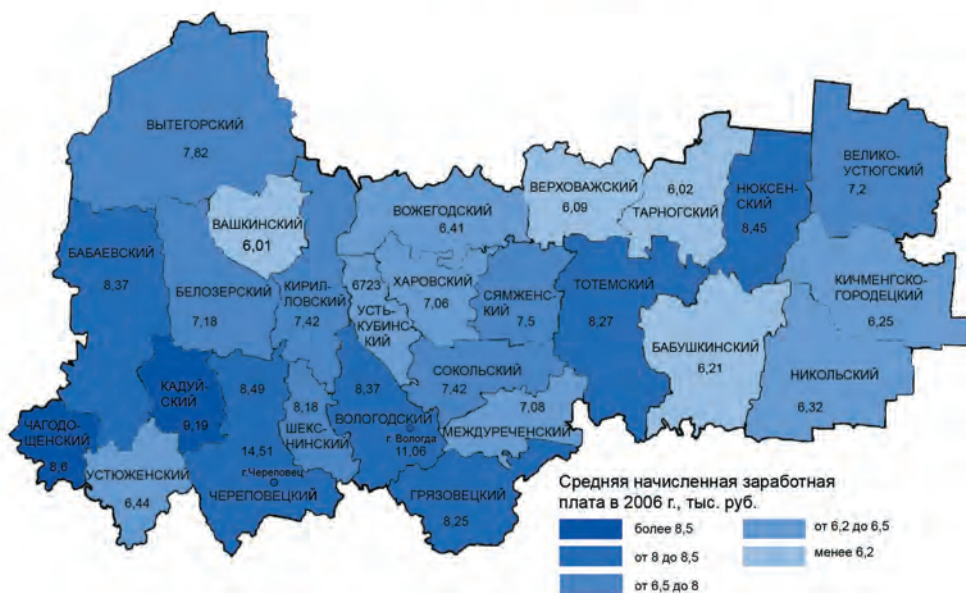 ВЫТЕГОРСКИЙ
7,82
ВАШКИНСКИЙ
6,01
БАБАЕВСКИЙ
8,37
БЕЛОЗЕРСКИЙ
7,18
КИРИЛ-
ЛОВСКИЙ
7,42
ВОЖЕГОДСКИЙ
6,41
ВЕРХОВАЖСКИЙ
6,09
6,02
ТАРНОГСКИЙ
НЮКСЕН-
СКИЙ
8,45
ВЕЛИКО-
УСТЮГСКИЙ
7,2
6723
УСТЬ-
КУБИНС-
КИЙ
ХАРОВСКИЙ
7,06
СЯМЖЕНС-
КИЙ
7,5
ТОТЕМСКИЙ
8,27
КИЧМЕНГСКО-
ГОРОДЕЦКИЙ
6,25
БАБУШКИНСКИЙ
6,21
НИКОЛЬСКИЙ
6,32
СОКОЛЬСКИЙ
7,42
КАДУЙ-
СКИЙ
9,19
ЧАГОДО-
ЩЕНСКИЙ
8,6
УСТЮЖЕНСКИЙ
6,44
8,49
14,51
г.Череповец
ЧЕРЕПОВЕЦКИЙ
8,18
ШЕКС-
НИНСКИЙ
8,37
ВОЛОГОДСКИЙ
г. Вологда
11,06
7,08
МЕЖДУРЕЧЕНСКИЙ
ГРЯЗОВЕЦКИЙ
8,25
Средняя начисленная заработная
плата в 2006 г., тыс. руб.
более 8,5
от 8 до 8,5
от 6,5 до 8
от 6,2 до 6,5
менее 6,2